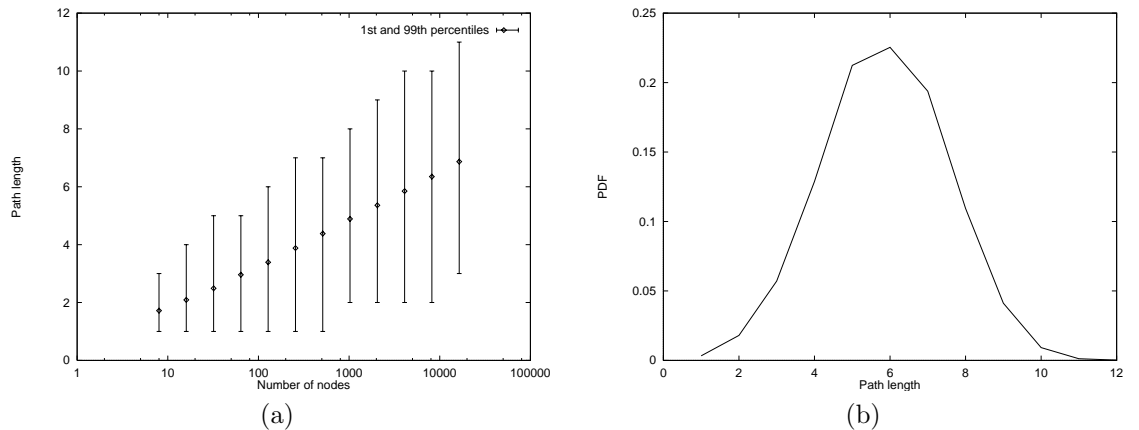 12
10
8
6
4
2
0
Path length
1st and 99th percentiles
1 10 100 1000 10000 100000
Number of nodes
(a)
0.25
0.2
0.15
0.1
0.05
0
PDF
0 2 4 6 8 10 12
Path length
(b)